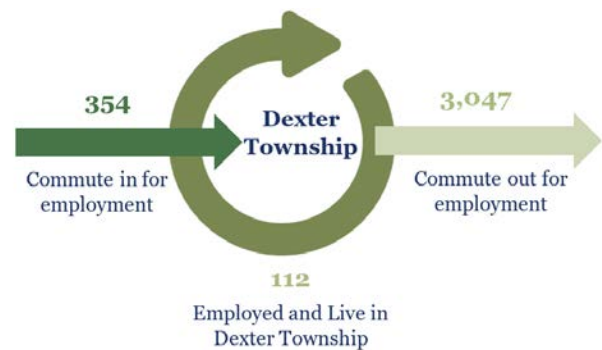 354
Commute in for
employment
Dexter
Township
3,047
Commute out for
employment
112
Employed and Live in
Dexter Township